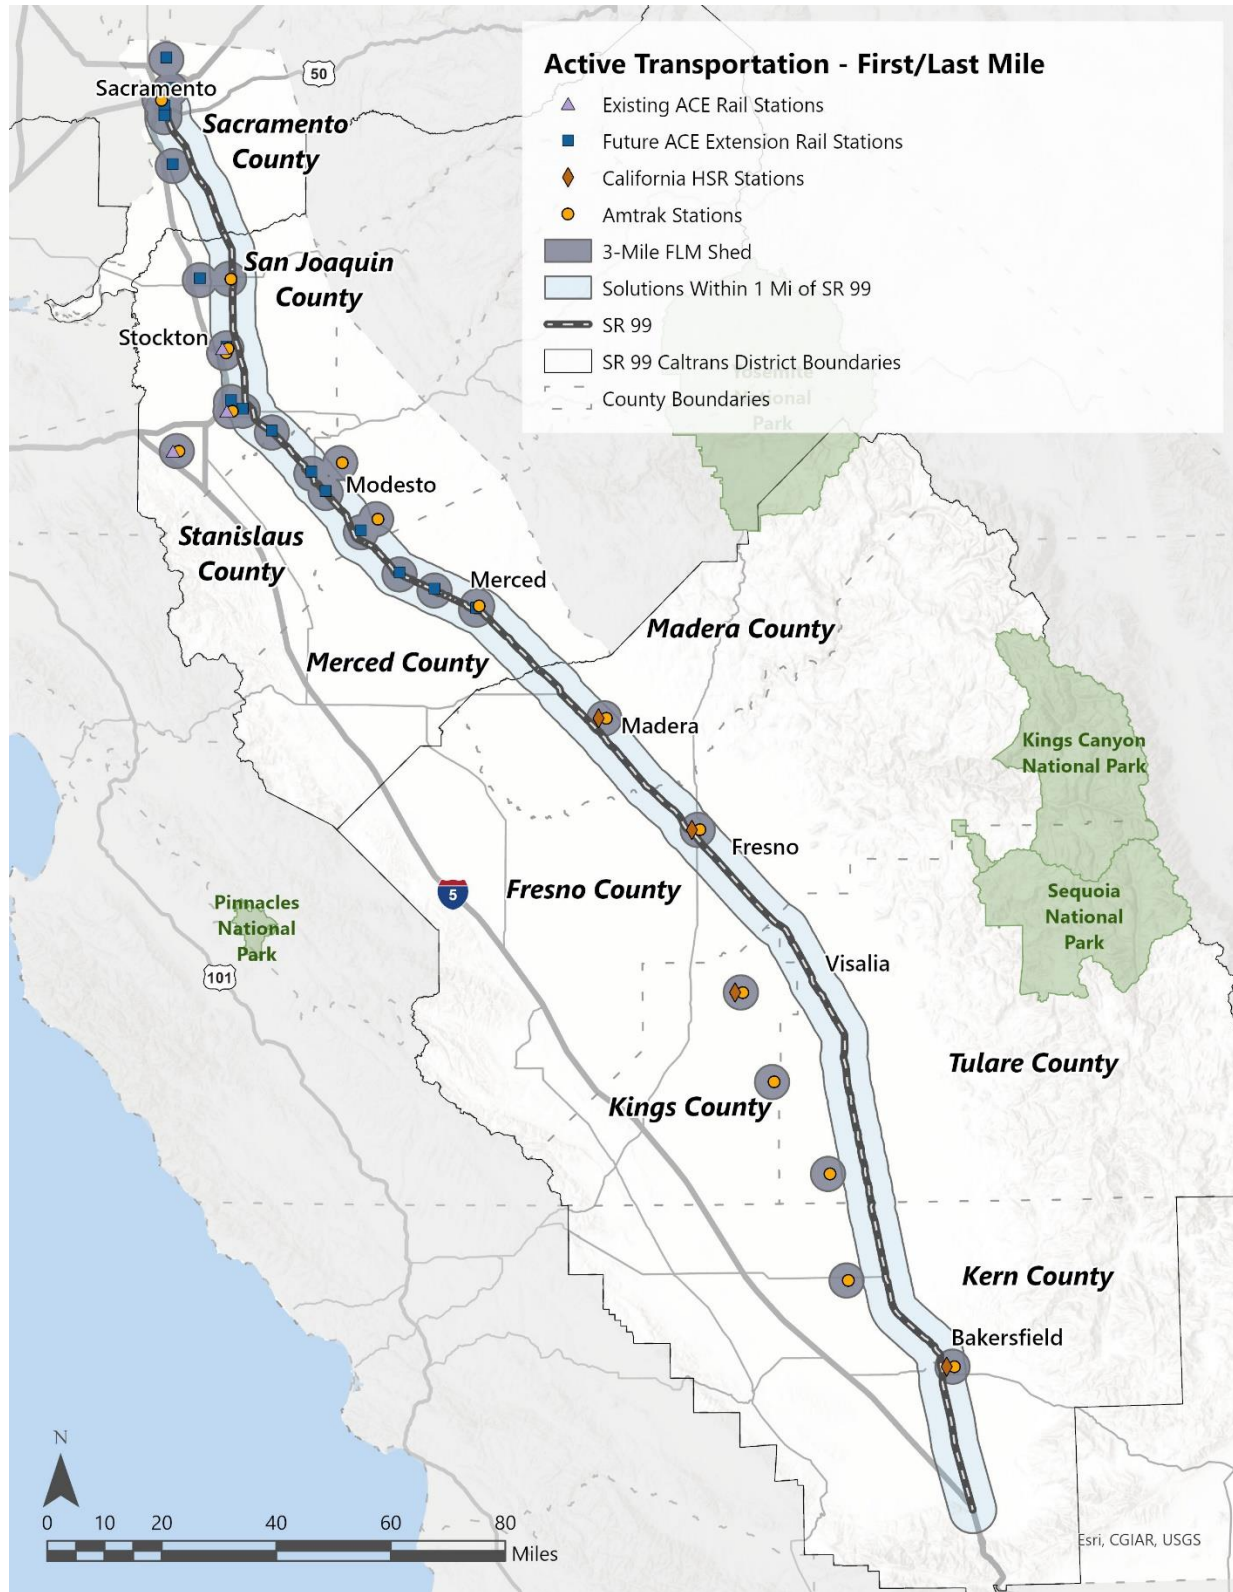 Active Transportation - First/Last Mile
Existing ACE Rail Stations
Future ACE Extension Rail Stations
California HSR Stations
Amtrak Stations
3-Mile FLM Shed
Solutions Within 1 Mi of SR 99
SR 99
SR 99 Caltrans District Boundaries
County Boundaries
50
Sacramento
Sacramento
County
San Joaquin
County
Stockton
Yosemite
National
Park
Modesto
Stanislaus
County
Merced
Madera County
Merced County
Madera
Kings Canyon
National Park
Fresno
Fresno County
5
Sequoia
National
Park
Pinnacles
National
Park
101
Visalia
Tulare County
Kings County
Kern County
Bakersfield
N
0 10 20 40 60 80
Miles
Esri, CGIAR, USGS